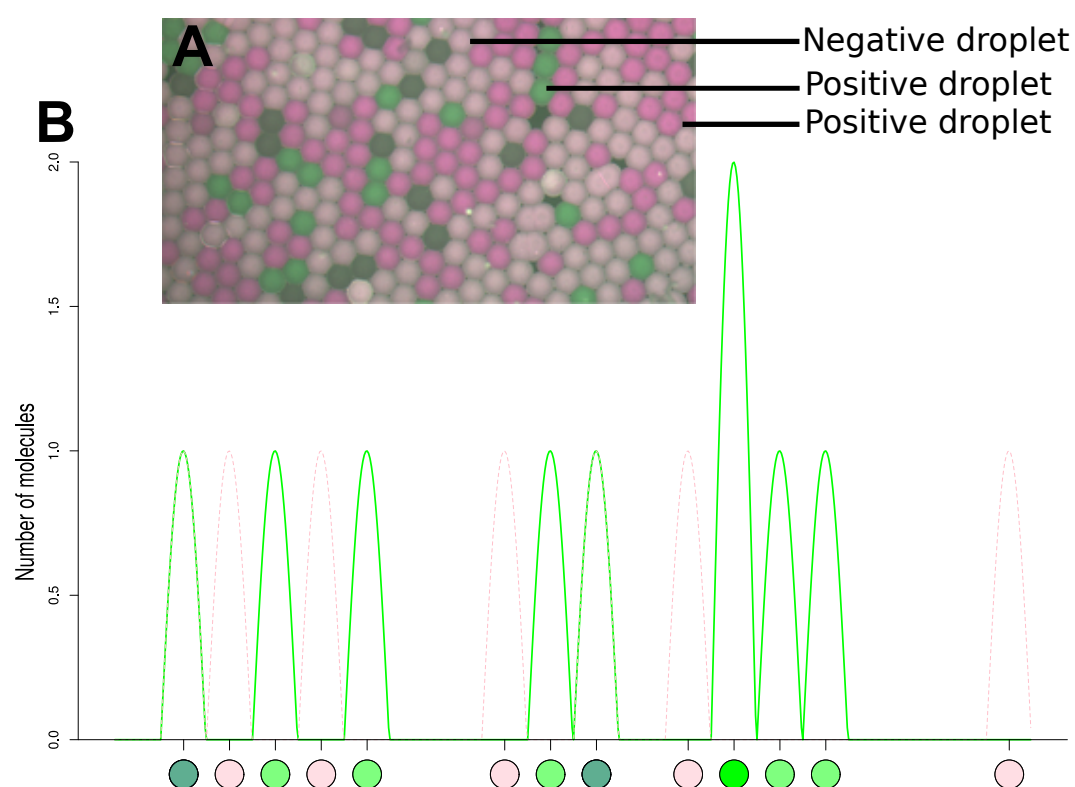 A
Negative droplet
Positive droplet
Positive droplet
B
2.0
1.5
1.0
0.5
0.0
Number of molecules